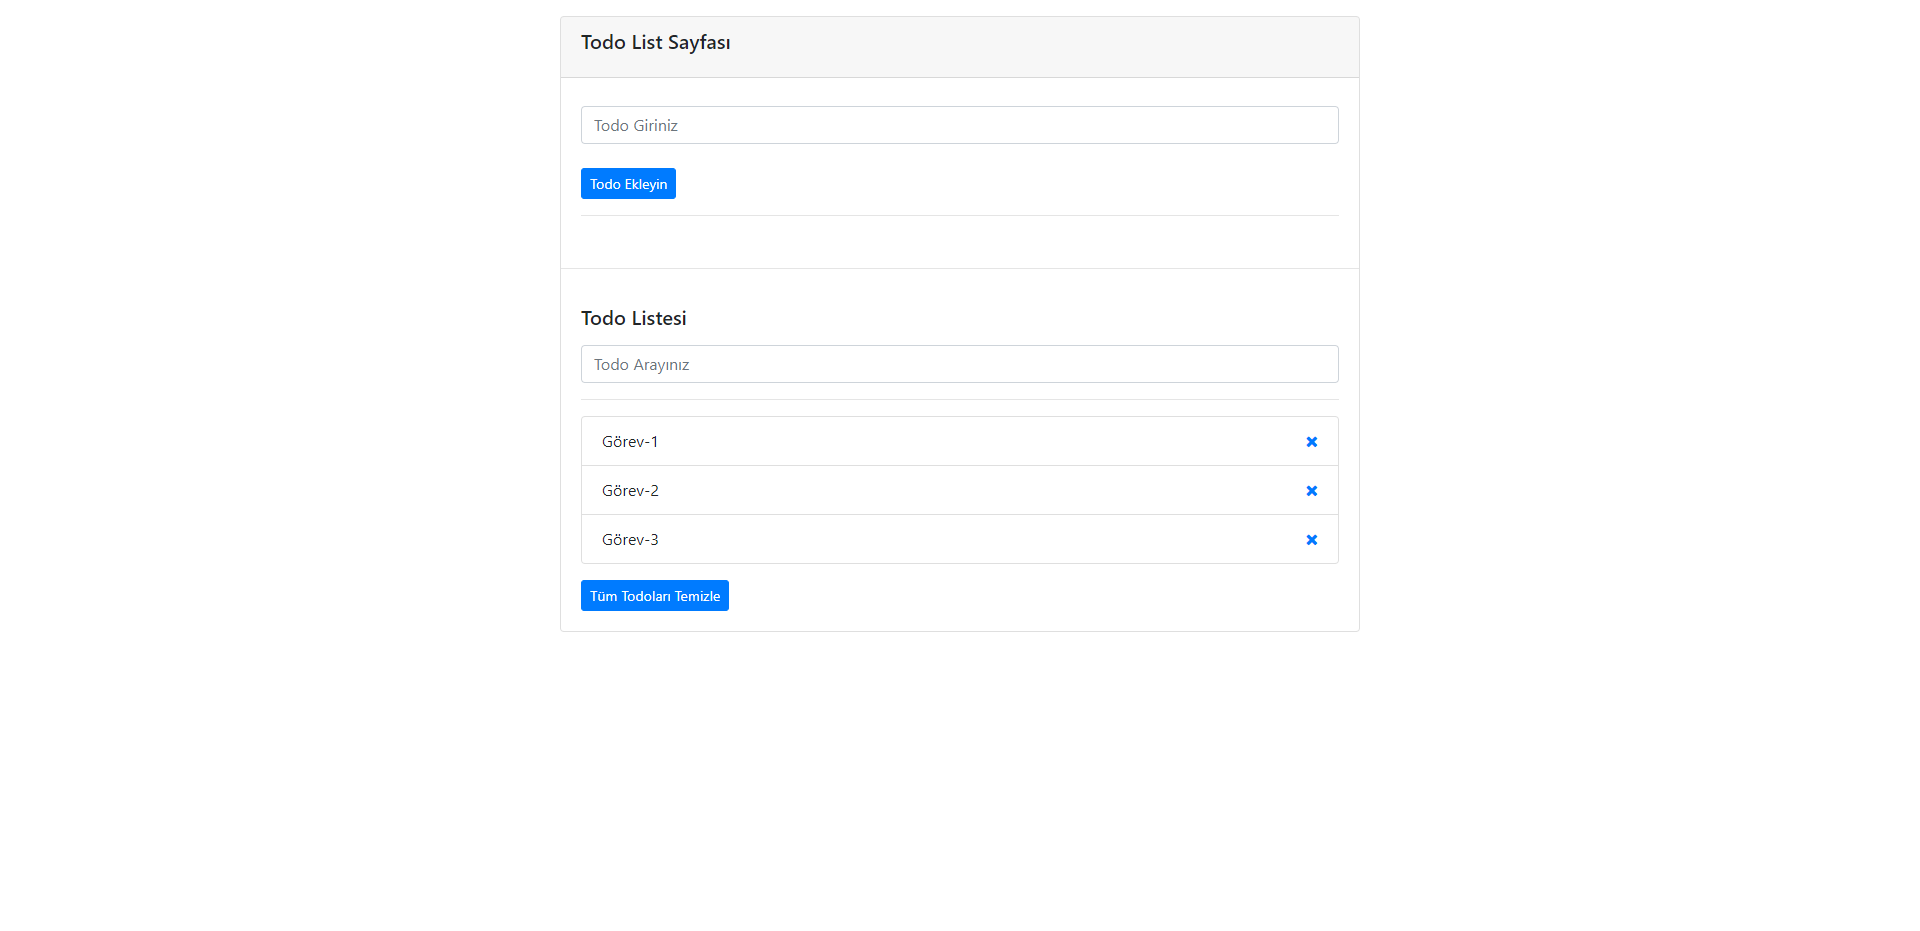 Todo List Sayfası
Todo Giriniz
Todo Ekleyin
Todo Listesi
Todo Arayınız
Görev-1
Görev-2
Görev-3
Tüm Todoları Temizle